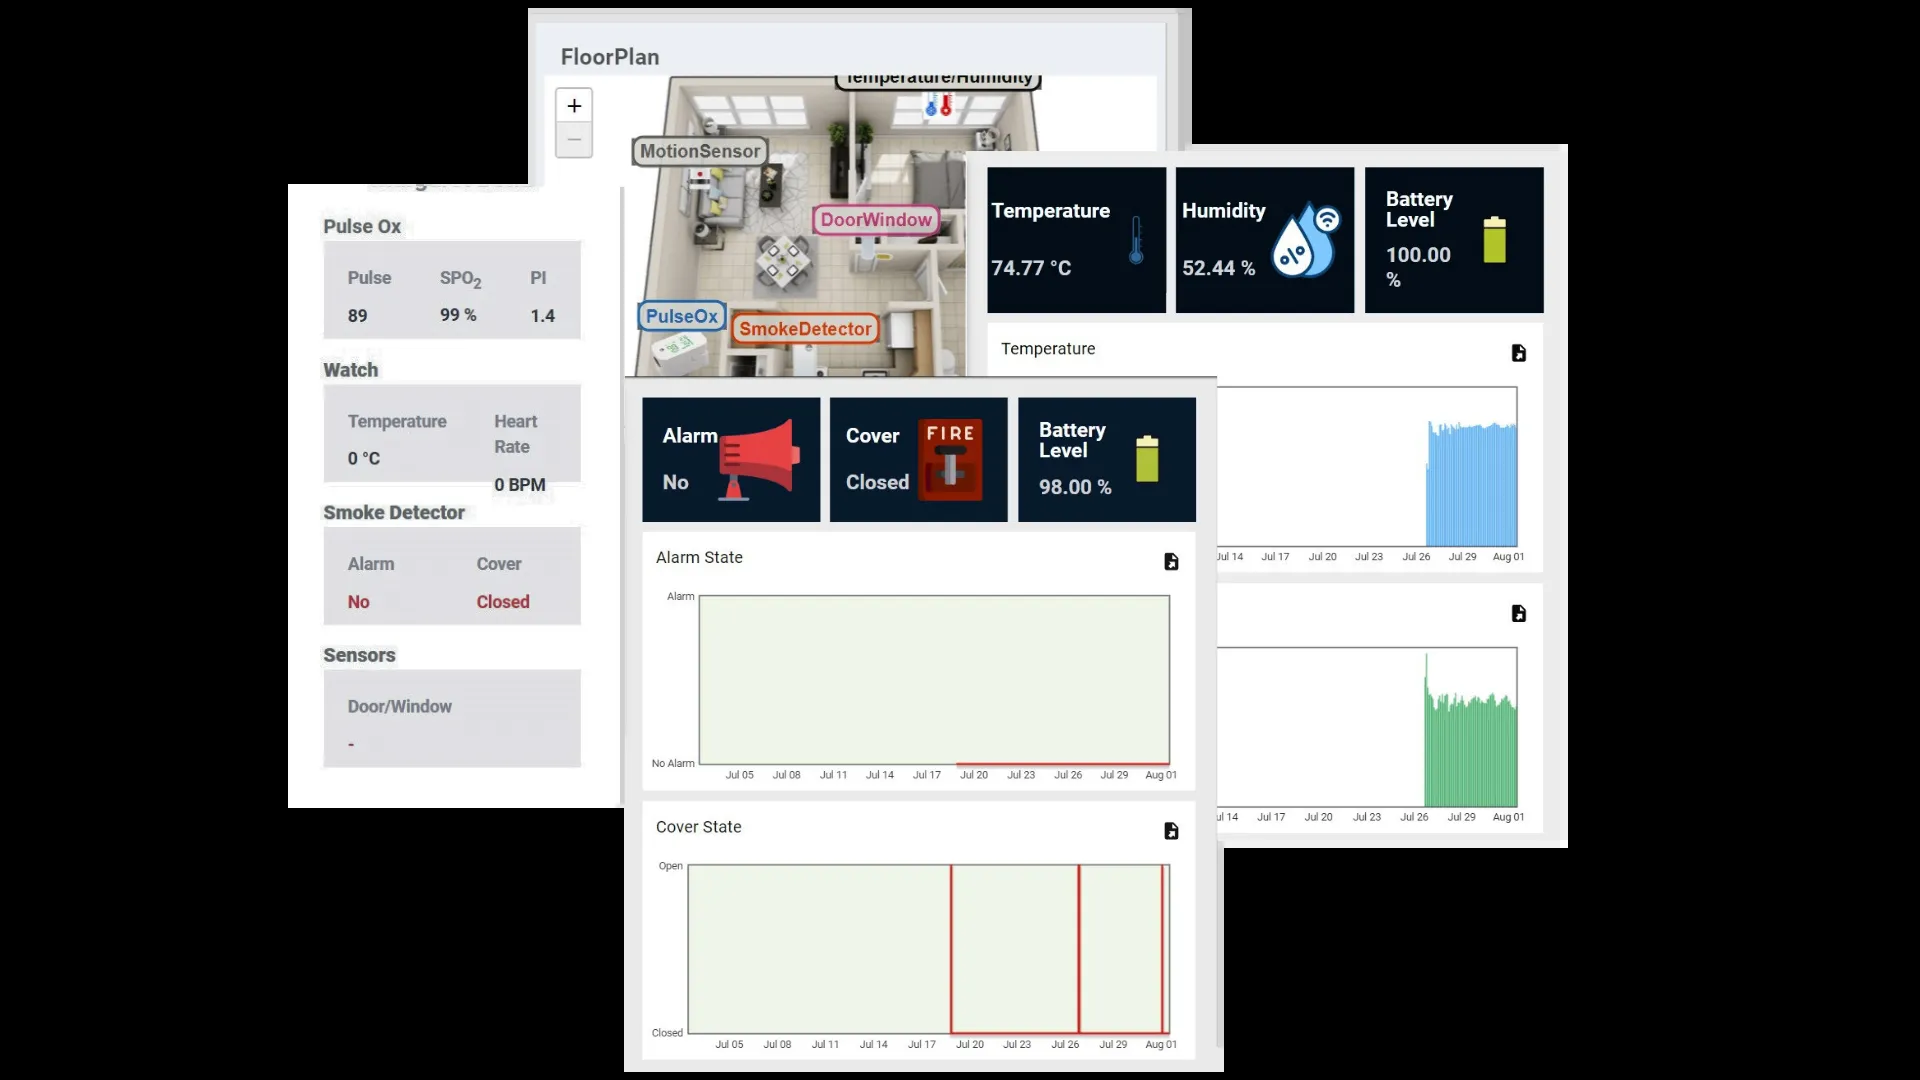 FloorPlan
+
−
Temperature/Humidity
MotionSensor
DoorWindow
PulseOx
SmokeDetector
Pulse Ox
Pulse
SPO2
PI
89
99 %
1.4
Watch
Temperature
Heart
Rate
0 °C
0 BPM
Smoke Detector
Alarm
Cover
No
Closed
Sensors
Door/Window
-
Temperature
74.77 °C
Humidity
52.44 %
%
Battery
Level
100.00
%
Temperature
Jul 14
Jul 17
Jul 20
Jul 23
Jul 26
Jul 29
Aug 01
Jul 17
Jul 20
Jul 23
Jul 26
Jul 29
Aug 01
Alarm
No
Cover
Closed
FIRE
Battery
Level
98.00 %
Alarm State
Alarm
No Alarm
Jul 05
Jul 08
Jul 11
Jul 14
Jul 17
Jul 20
Jul 23
Jul 26
Jul 29
Aug 01
Cover State
Open
Closed
Jul 05
Jul 08
Jul 11
Jul 14
Jul 17
Jul 20
Jul 23
Jul 26
Jul 29
Aug 01